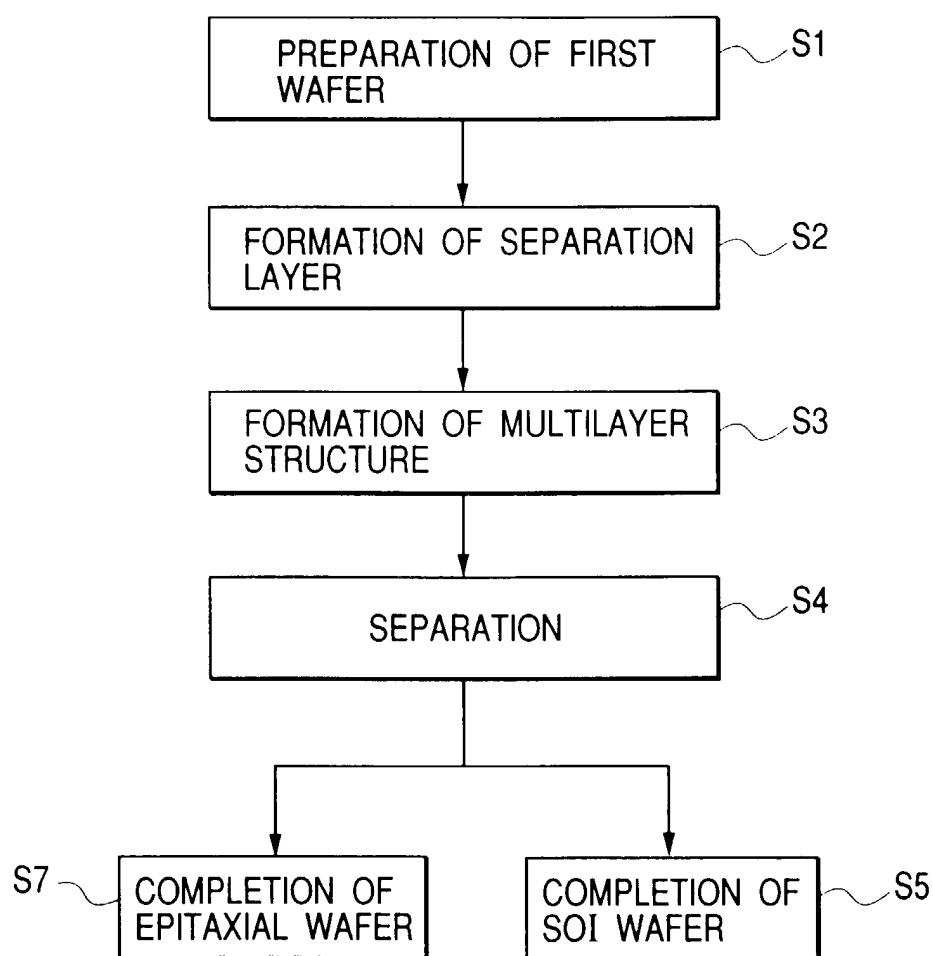 PREPARATION OF FIRST
WAFER
S1
FORMATION OF SEPARATION
LAYER
S2
FORMATION OF MULTILAYER
STRUCTURE
S3
SEPARATION
S4
S7
COMPLETION OF
EPITAXIAL WAFER
COMPLETION OF
SOI WAFER
S5